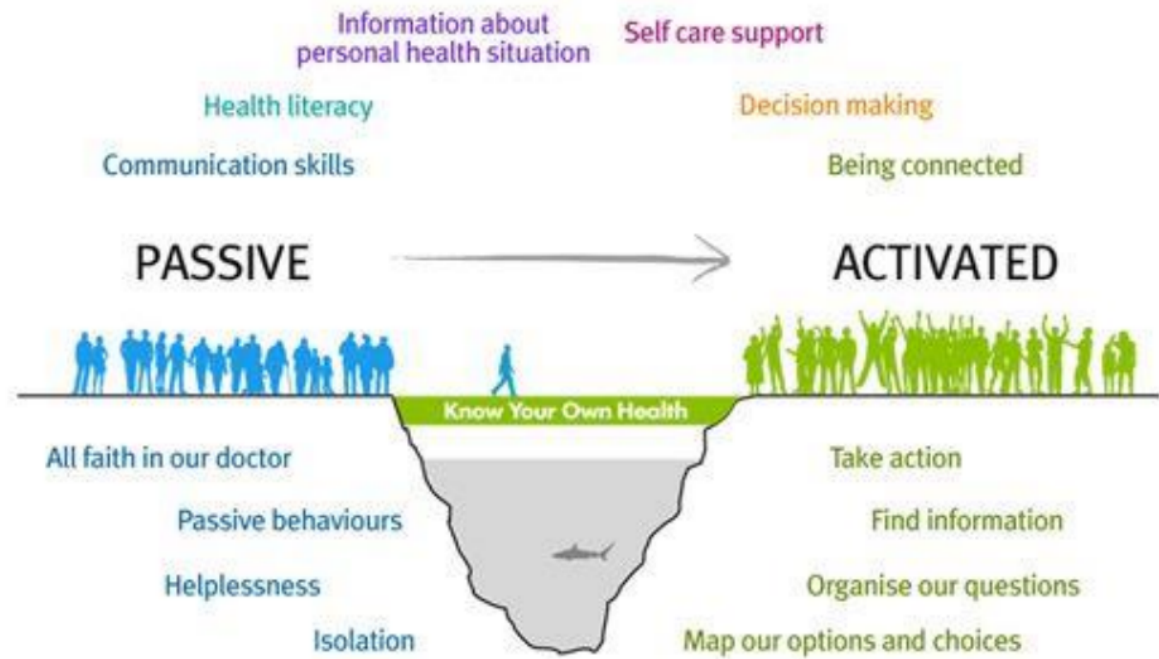 Information about
personal health situation
Self care support
Health literacy
Decision making
Communication skills
Being connected
PASSIVE
ACTIVATED
Know Your Own Health
All faith in our doctor
Take action
Passive behaviours
Find information
Helplessness
Organise our questions
Isolation
Map our options and choices